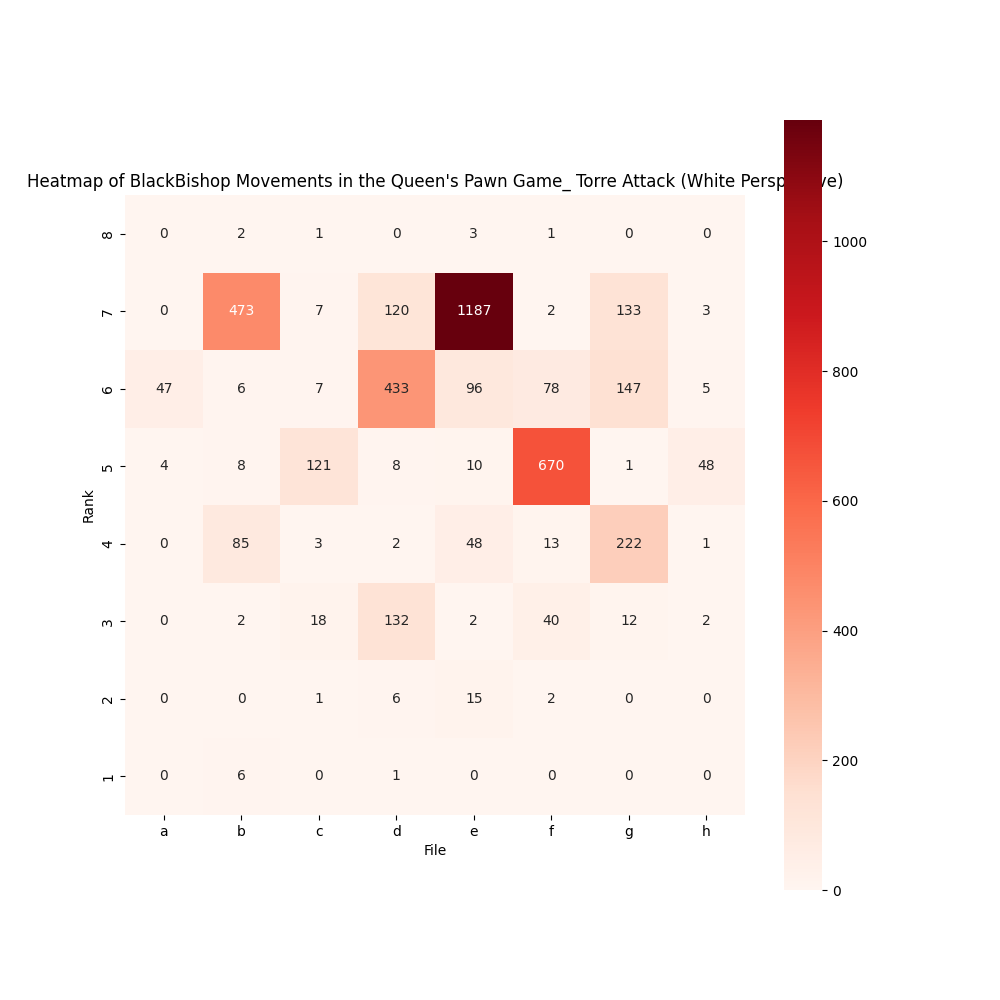 Heatmap of BlackBishop Movements in the Queen's Pawn Game_ Torre Attack (White Perspective)
8 0 2 1 0 3 1 0 0
7 0 473 7 120 1187 2 133 3
6 47 6 7 433 96 78 147 5
5 4 8 121 8 10 670 1 48
4 0 85 3 2 48 13 222 1
3 0 2 18 132 2 40 12 2
2 0 0 1 6 15 2 0 0
1 0 6 0 1 0 0 0 0
a b c d e f g h
File
Rank
1000
800
600
400
200
0